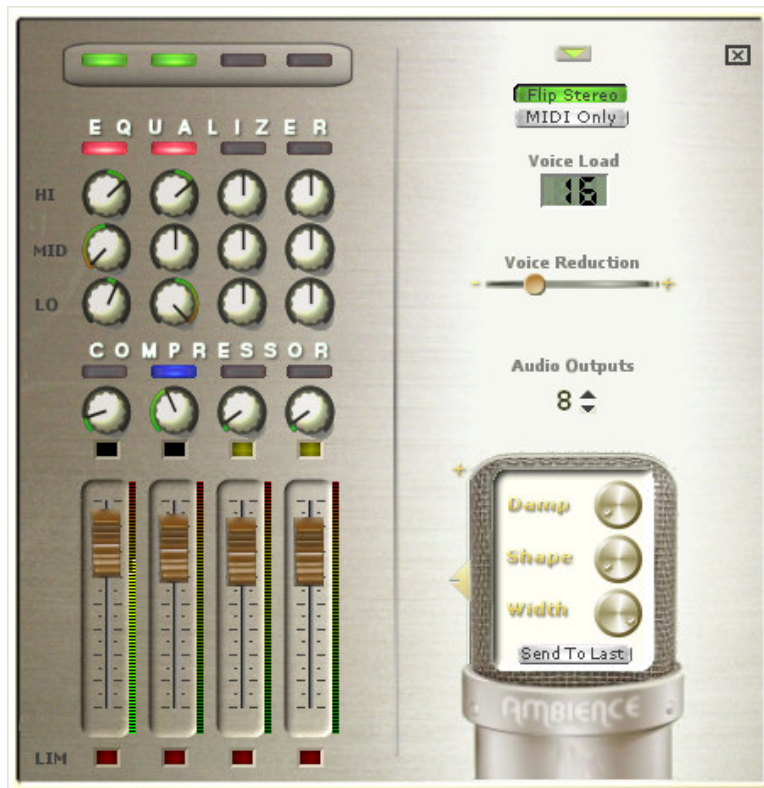 EQUALIZER
HI
MID
LO
COMPRESSOR
LIM
Flip Stereo
MIDI Only
Voice Load
16
Voice Reduction
- +
Audio Outputs
8
+
-
Damp
Shape
Width
Send To Last
AMBIENCE